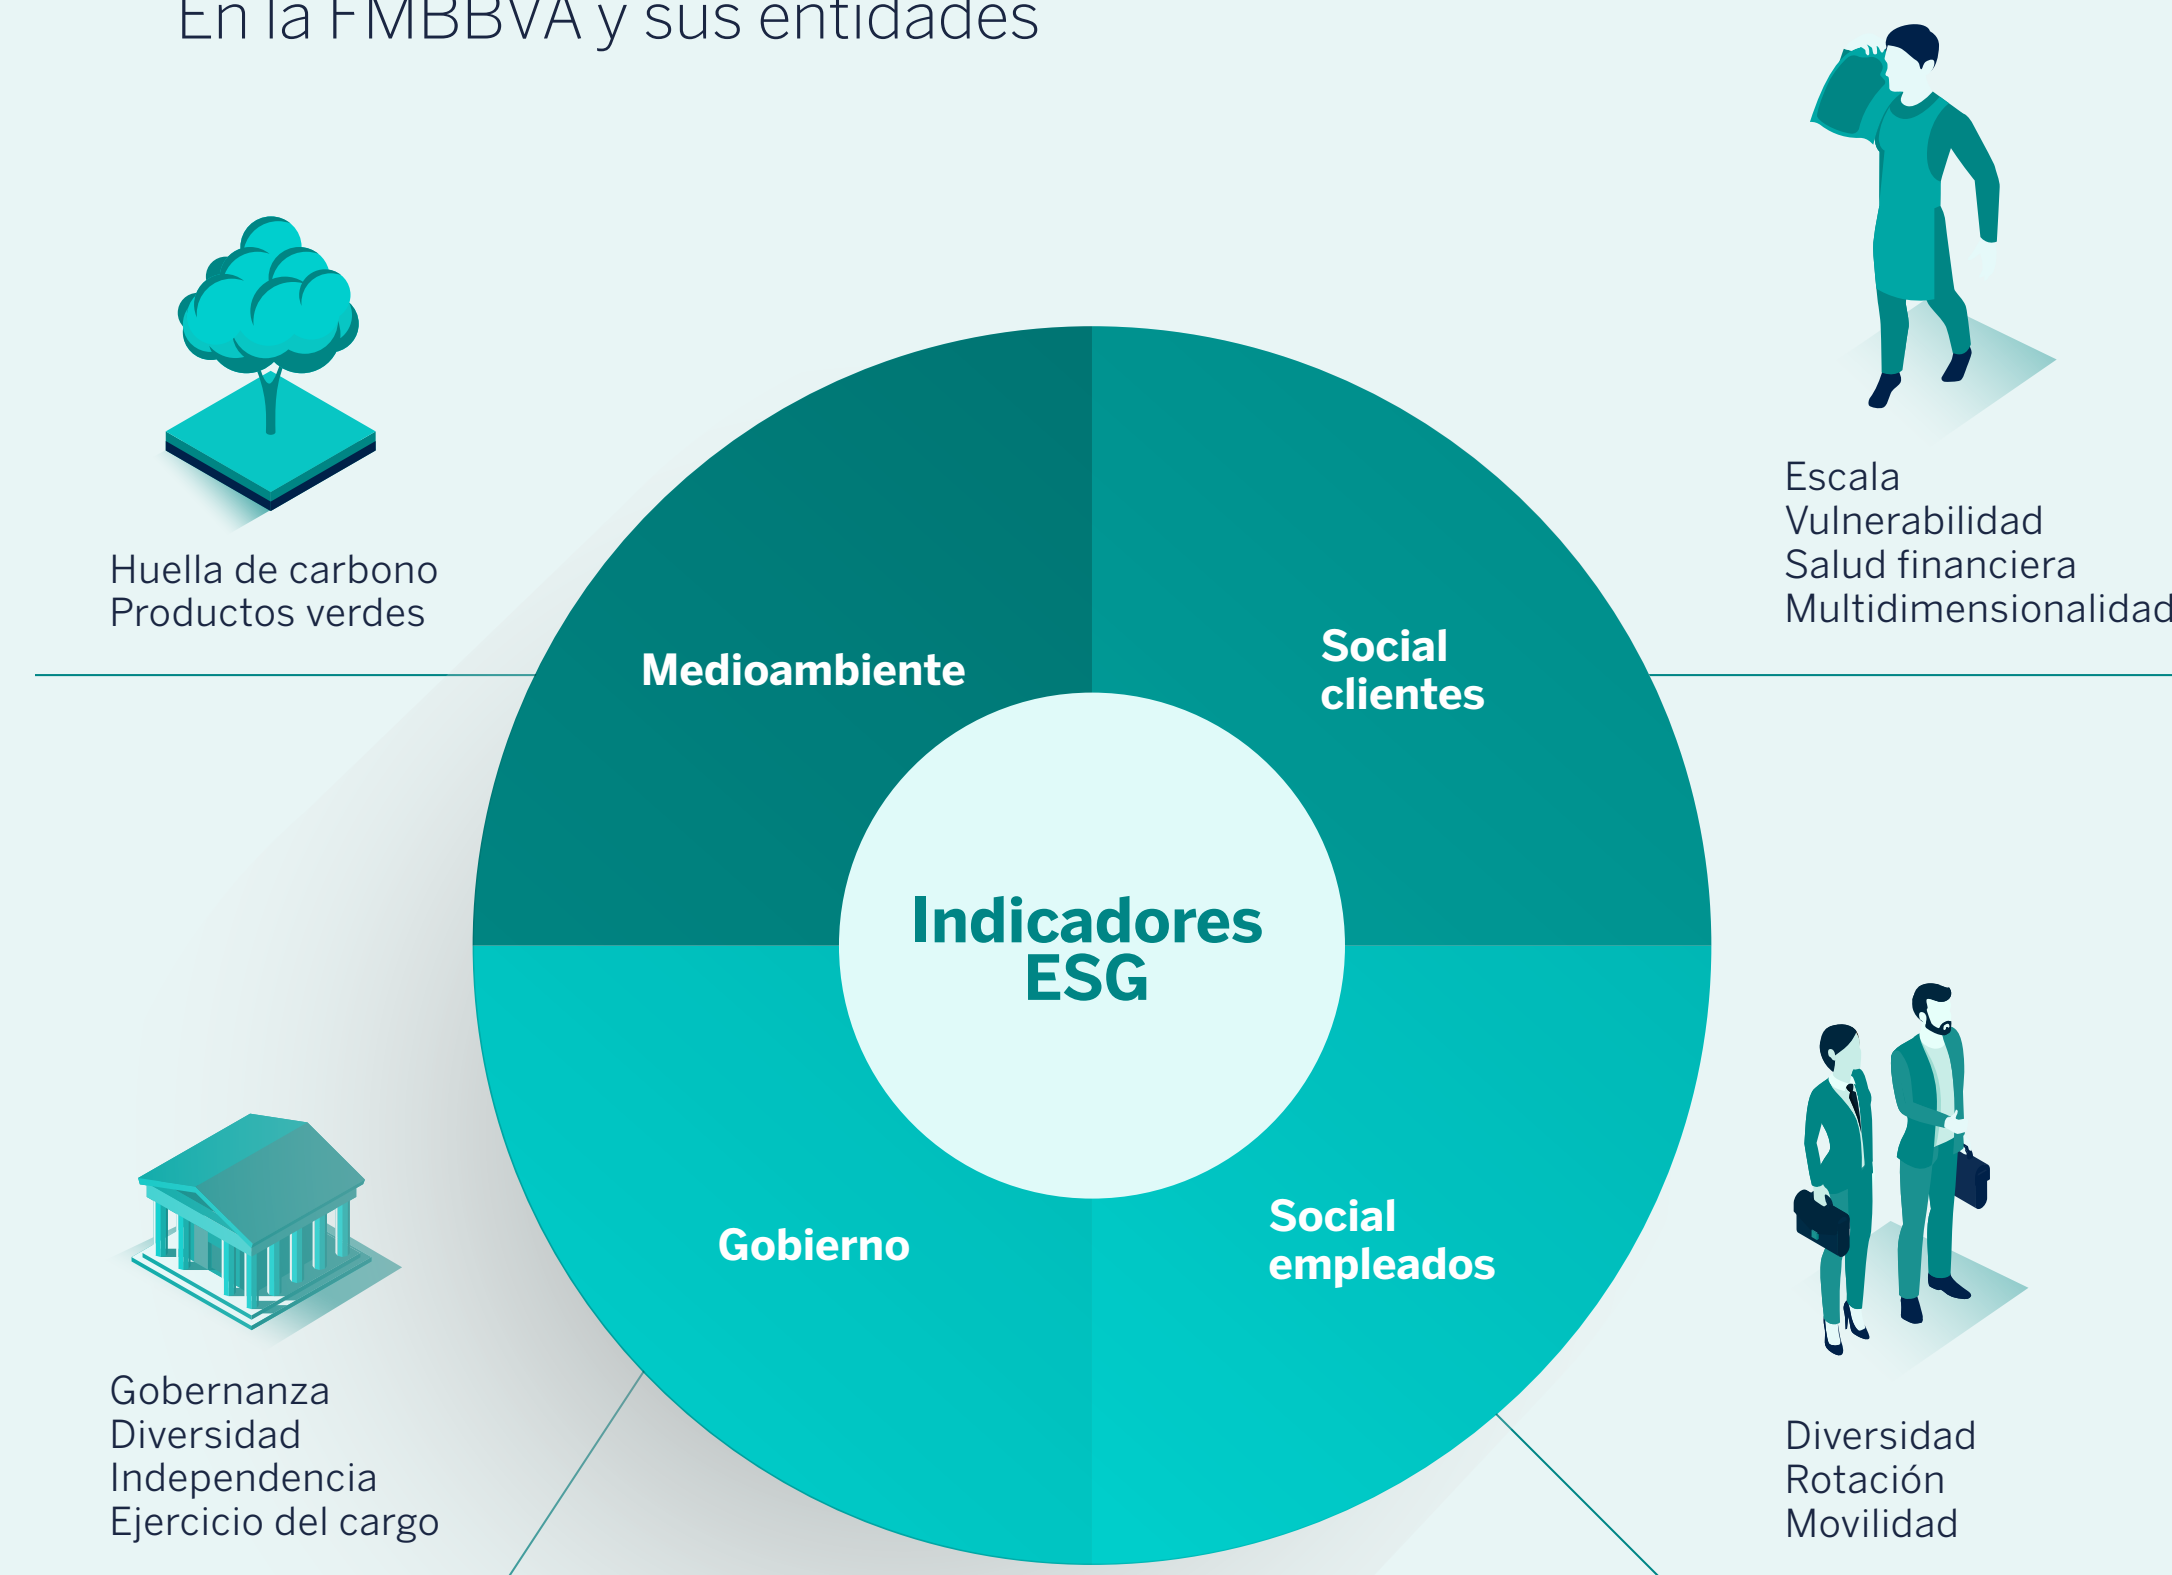 En la FMBBVA y sus entidades
Huella de carbono
Productos verdes
Escala
Vulnerabilidad
Salud financiera
Multidimensionalidad
Medioambiente
Social
clientes
Indicadores
ESG
Gobierno
Social
empleados
Gobernanza
Diversidad
Independencia
Ejercicio del cargo
Diversidad
Rotación
Movilidad